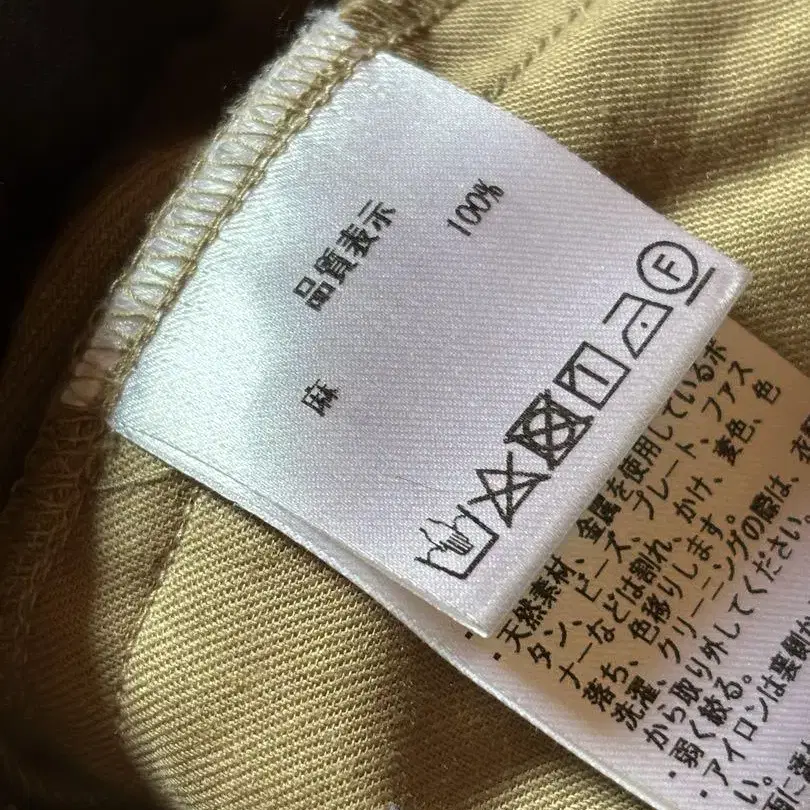 品質表示
麻 100%
F
・天然素材、金属を使用しているボ
タン、ビーズ、プレート、ファス
ナーなどは割れ、かけ、変色、色
落ち、色移りします。
洗濯、クリーニングの際は、衣
から取り外してください
・弱く絞る。
・アイロンは裏側か
い。